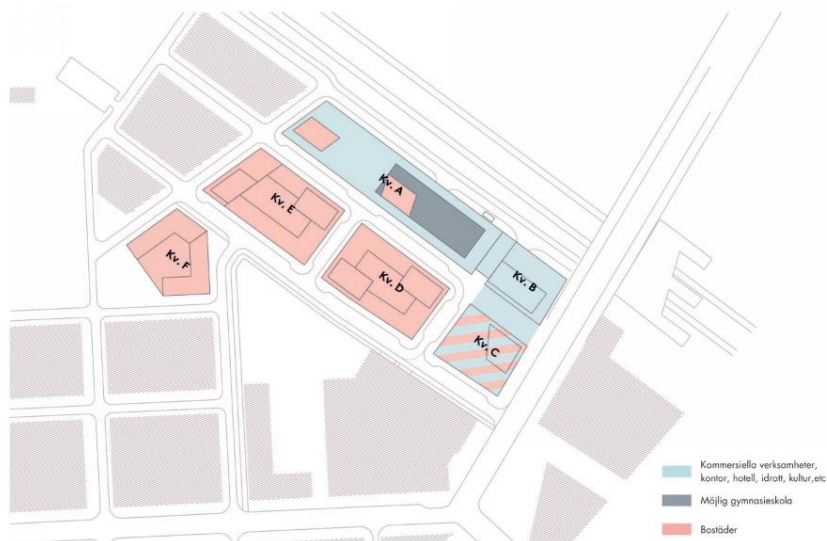 Kv. A
Kv. E
Kv. F
Kv. D
Kv. B
Kv. C
Kommersiella verksamheter,
kontor, hotell, idrott, kultur,etc
Möjlig gymnasieskola
Bostäder